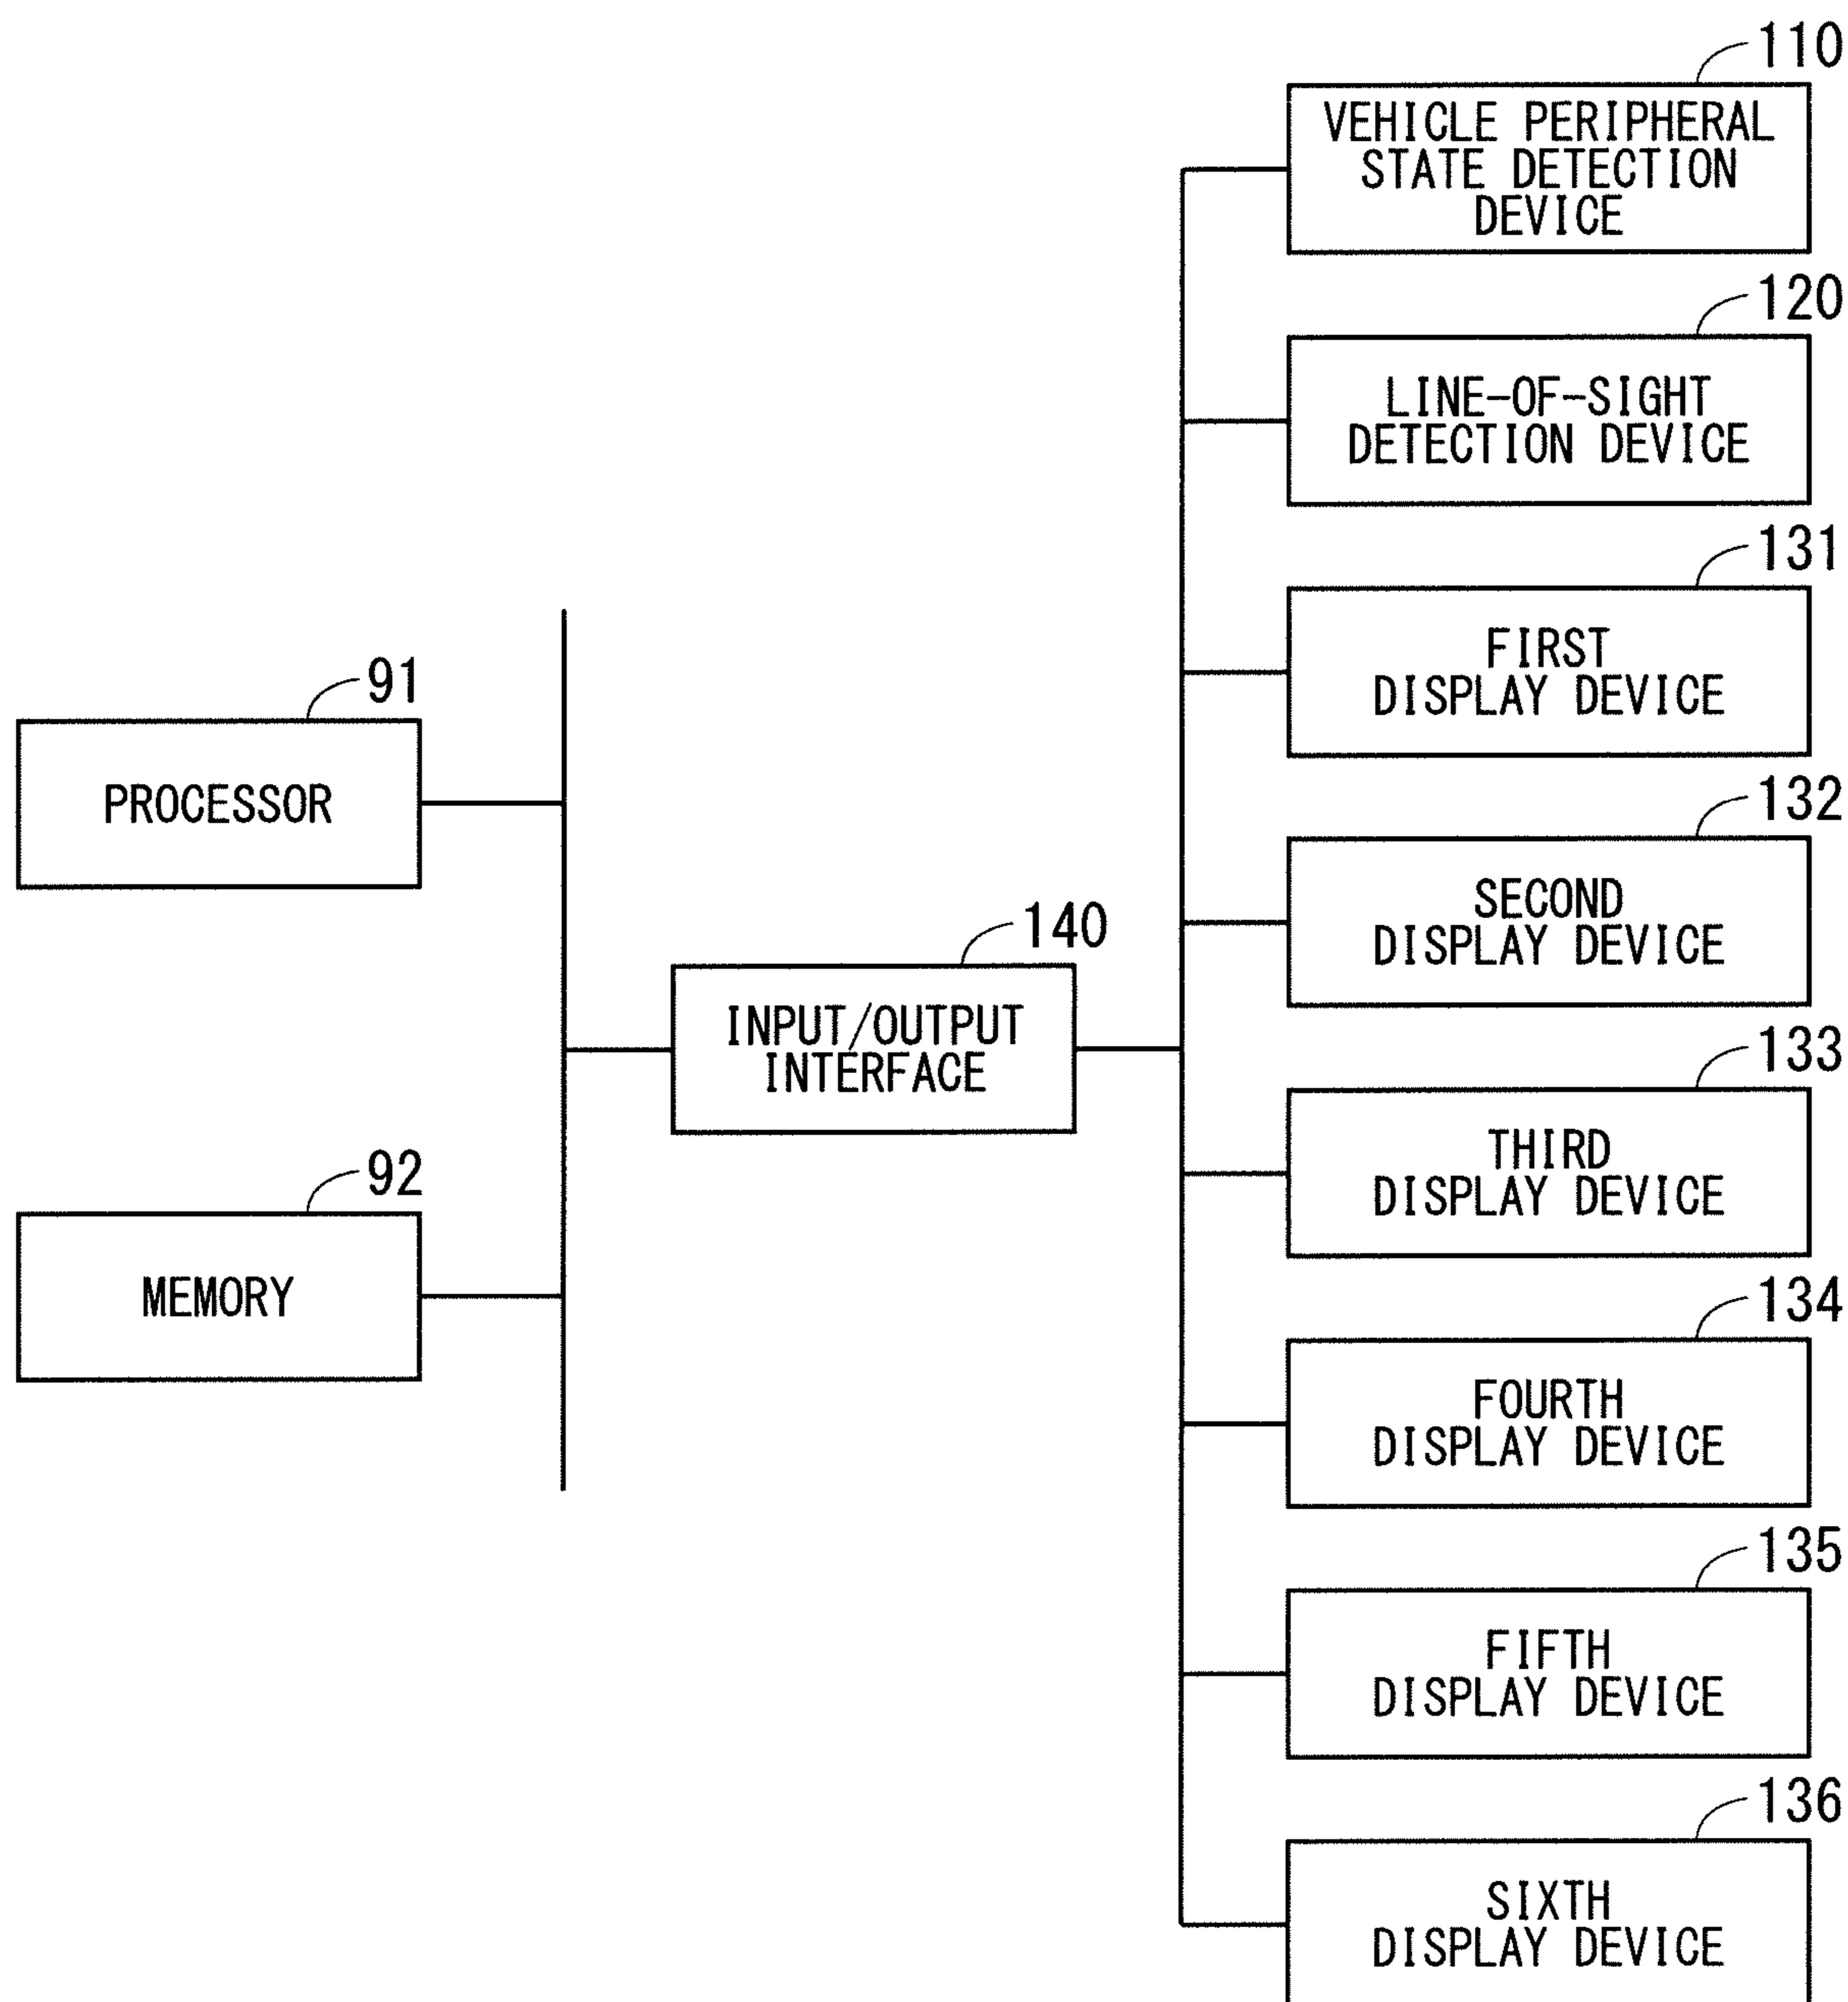 110
VEHICLE PERIPHERAL
STATE DETECTION
DEVICE
120
LINE-OF-SIGHT
DETECTION DEVICE
131
FIRST
DISPLAY DEVICE
91
PROCESSOR
132
SECOND
DISPLAY DEVICE
140
INPUT/OUTPUT
INTERFACE
133
THIRD
DISPLAY DEVICE
92
MEMORY
134
FOURTH
DISPLAY DEVICE
135
FIFTH
DISPLAY DEVICE
136
SIXTH
DISPLAY DEVICE